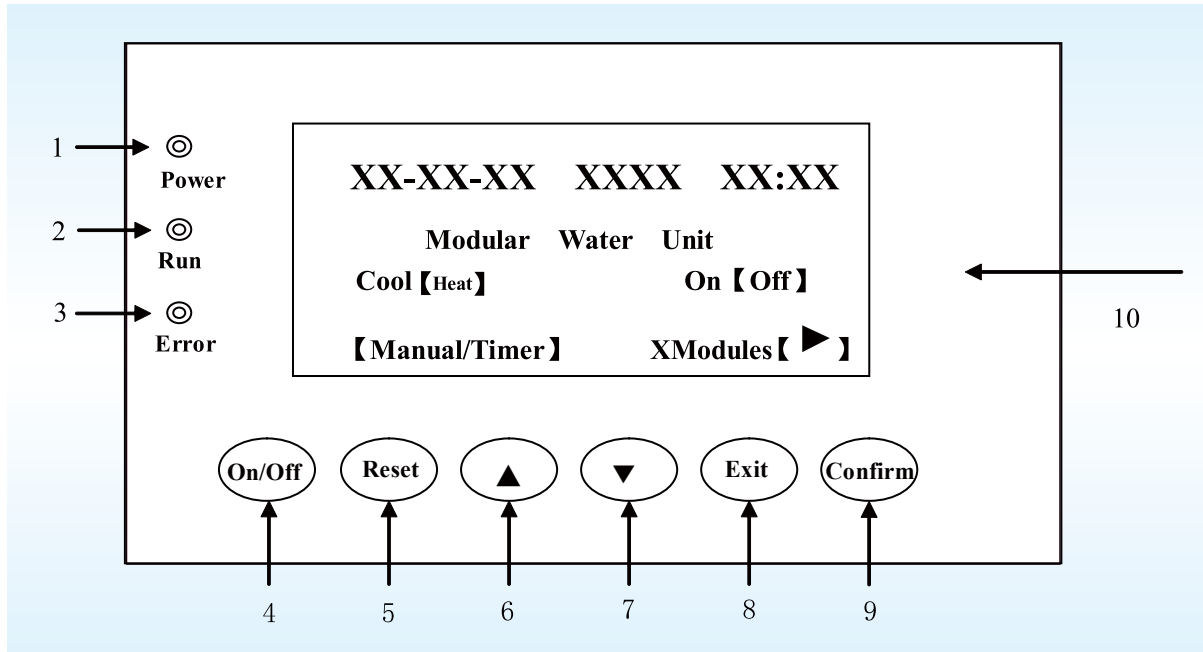 1
Power
2
Run
3
Error
XX-XX-XX XXXX XX:XX
Modular Water Unit
Cool【Heat】 On【Off】
【Manual/Timer】 XModules【▶】
10
On/Off Reset ▲ ▼ Exit Confirm
4 5 6 7 8 9